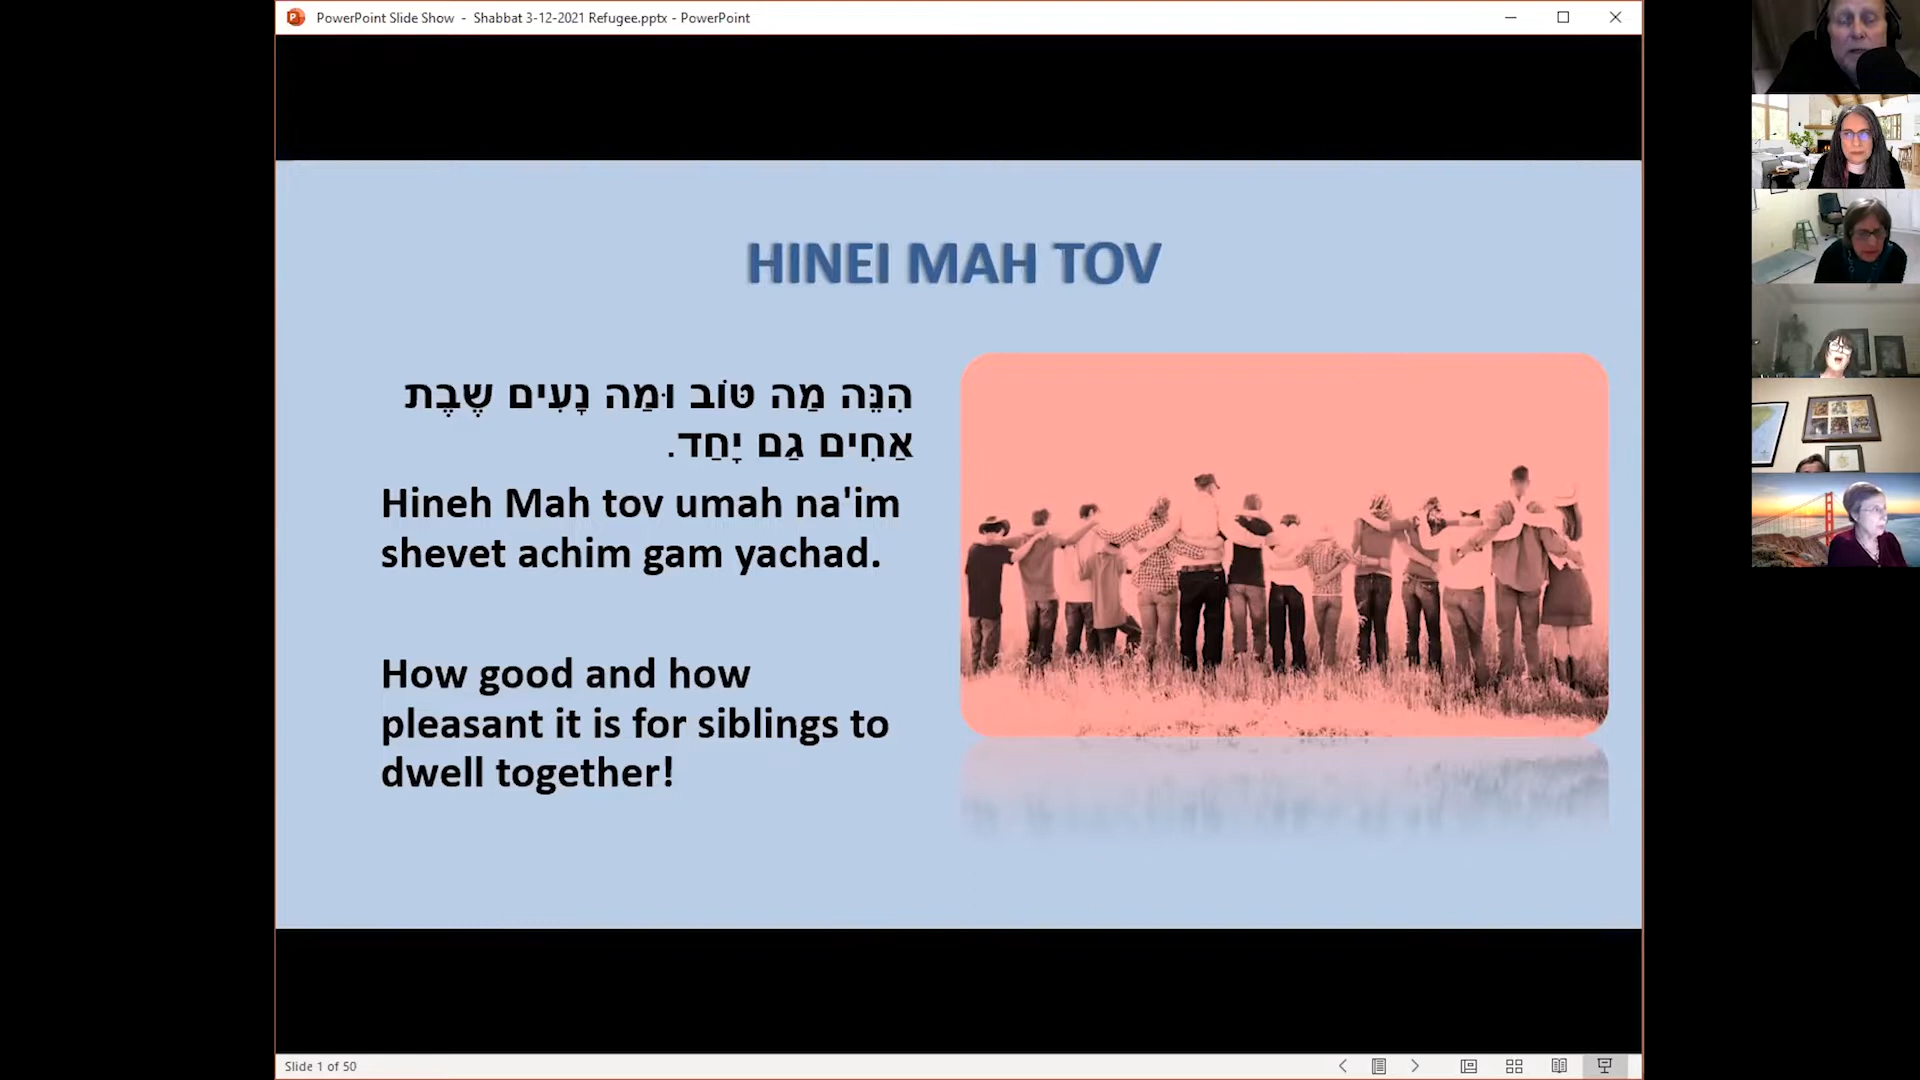 PowerPoint Slide Show - Shabbat 3-12-2021 Refugee.pptx - PowerPoint
HINEI MAH TOV
הִנֵּה מַה טּוֹב וּמַה נָּעִים שֶׁבֶת
אַחִים גַּם יָחַד.
Hineh Mah tov umah na'im
shevet achim gam yachad.
How good and how
pleasant it is for siblings to
dwell together!
Slide 1 of 50